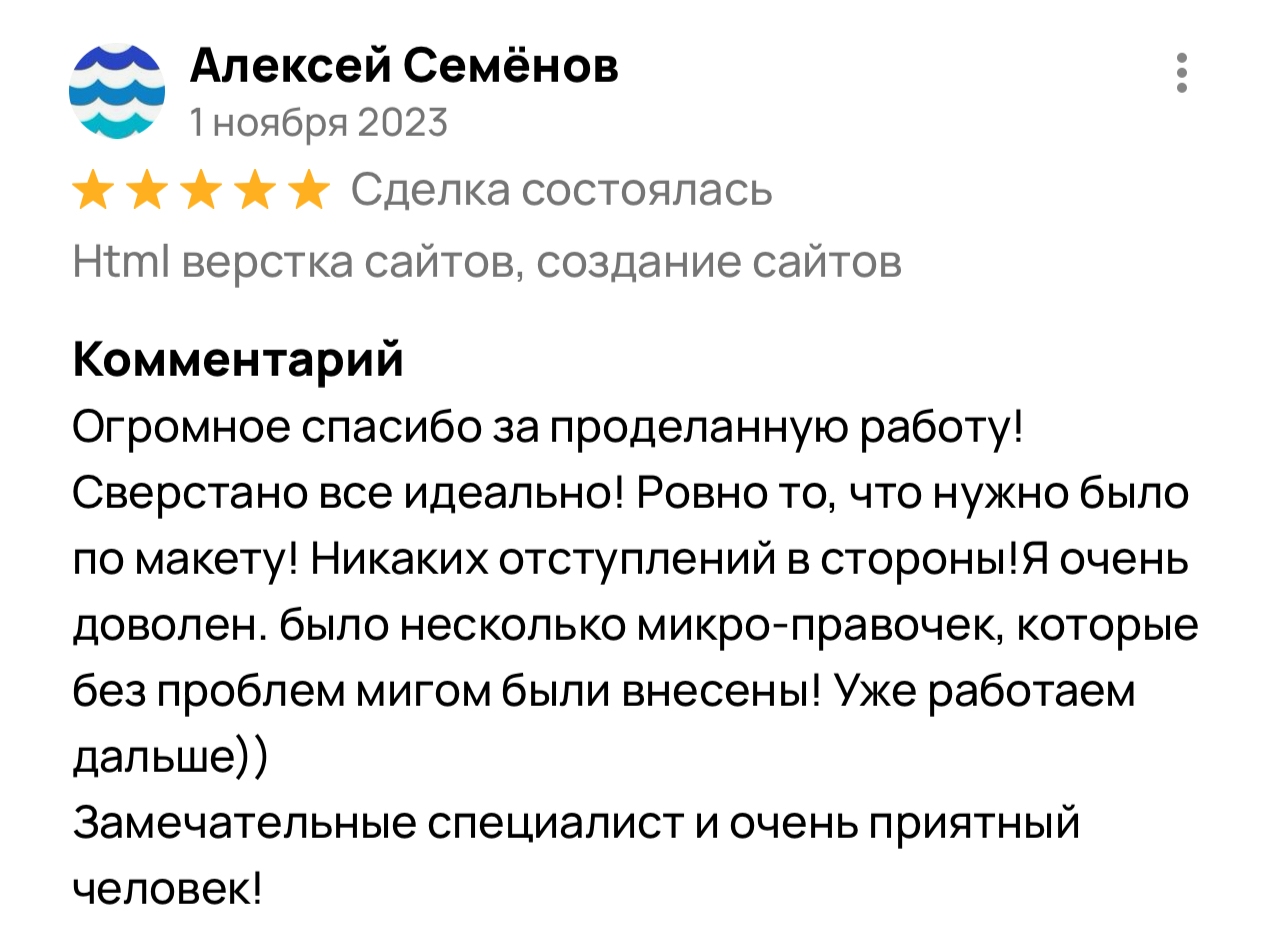 Алексей Семёнов
1 ноября 2023
Сделка состоялась
Html верстка сайтов, создание сайтов
Комментарий
Огромное спасибо за проделанную работу!
Сверстано все идеально! Ровно то, что нужно было
по макету! Никаких отступлений в стороны!Я очень
доволен. было несколько микро-правочек, которые
без проблем мигом были внесены! Уже работаем
дальше))
Замечательные специалист и очень приятный
человек!